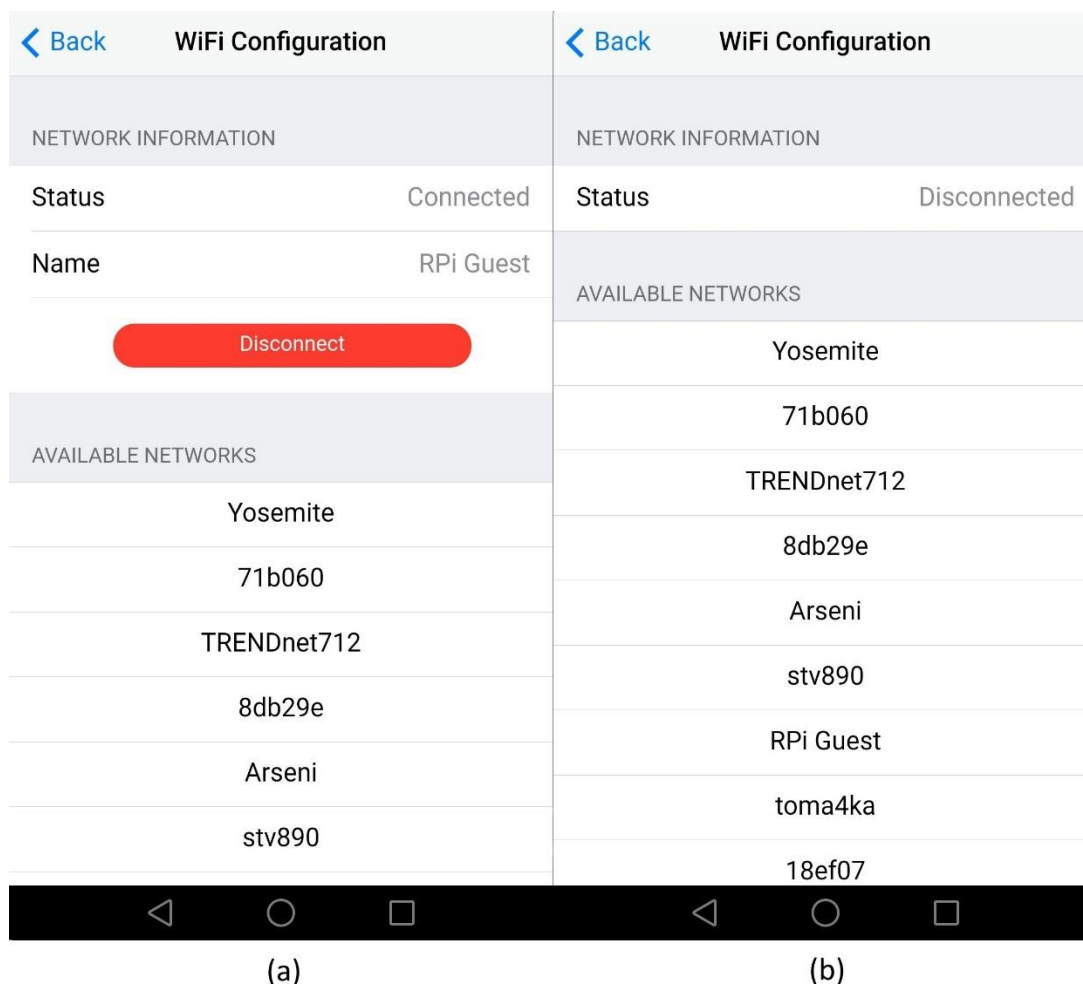 Back WiFi Configuration
NETWORK INFORMATION
Status Connected
Name RPi Guest
Disconnect
AVAILABLE NETWORKS
Yosemite
71b060
TRENDnet712
8db29e
Arseni
stv890
(a)
Back WiFi Configuration
NETWORK INFORMATION
Status Disconnected
AVAILABLE NETWORKS
Yosemite
71b060
TRENDnet712
8db29e
Arseni
stv890
RPi Guest
toma4ka
18ef07
(b)